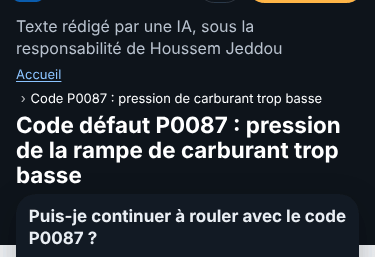 Texte rédigé par une IA, sous la
responsabilité de Houssem Jeddou
Accueil
› Code P0087 : pression de carburant trop basse
Code défaut P0087 : pression
de la rampe de carburant trop
basse
Puis-je continuer à rouler avec le code
P0087 ?